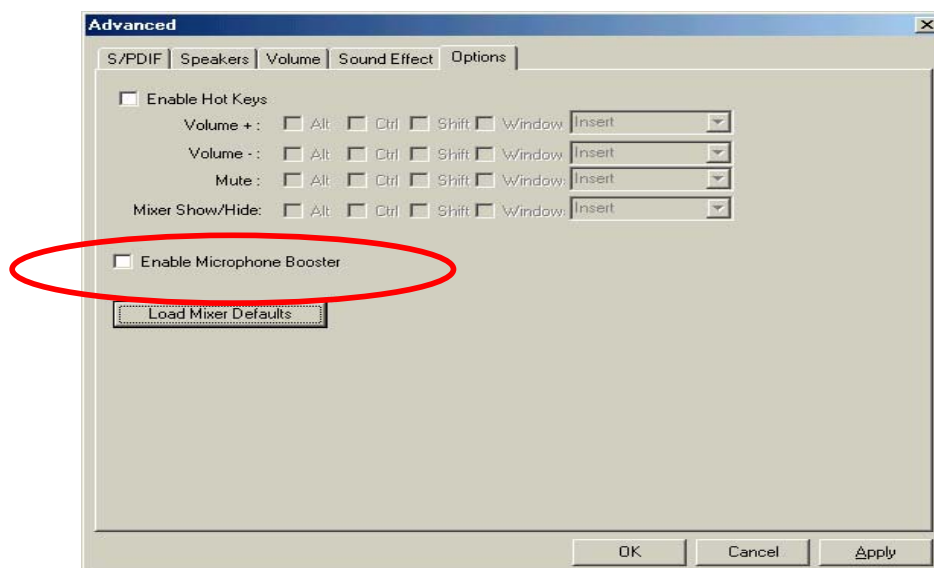 Advanced
S/PDIF Speakers Volume Sound Effect Options
Enable Hot Keys
Volume + : Alt Ctrl Shift Window Insert
Volume - : Alt Ctrl Shift Window Insert
Mute : Alt Ctrl Shift Window Insert
Mixer Show/Hide: Alt Ctrl Shift Window Insert
Enable Microphone Booster
Load Mixer Defaults
OK Cancel Apply